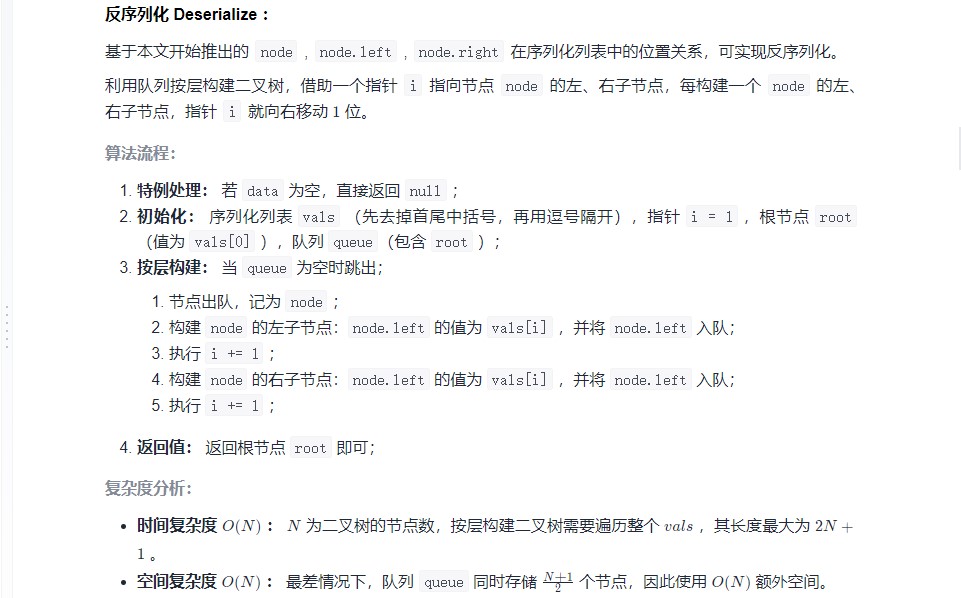 反序列化 Deserialize ：
基于本文开始推出的 node , node.left , node.right 在序列化列表中的位置关系，可实现反序列化。
利用队列按层构建二叉树，借助一个指针 i 指向节点 node 的左、右子节点，每构建一个 node 的左、
右子节点，指针 i 就向右移动 1 位。
算法流程：
1. 特例处理： 若 data 为空，直接返回 null ；
2. 初始化： 序列化列表 vals （先去掉首尾中括号，再用逗号隔开），指针 i = 1 ，根节点 root
（值为 vals[0] ），队列 queue （包含 root ）；
3. 按层构建： 当 queue 为空时跳出；
1. 节点出队，记为 node ；
2. 构建 node 的左子节点：node.left 的值为 vals[i] ，并将 node.left 入队；
3. 执行 i += 1 ；
4. 构建 node 的右子节点：node.left 的值为 vals[i] ，并将 node.left 入队；
5. 执行 i += 1 ；
4. 返回值： 返回根节点 root 即可；
复杂度分析：
• 时间复杂度 O(N) ： N 为二叉树的节点数，按层构建二叉树需要遍历整个 vals ，其长度最大为 2N +
1 。
• 空间复杂度 O(N) ： 最差情况下，队列 queue 同时存储 \frac{N+1}{2} 个节点，因此使用 O(N) 额外空间。